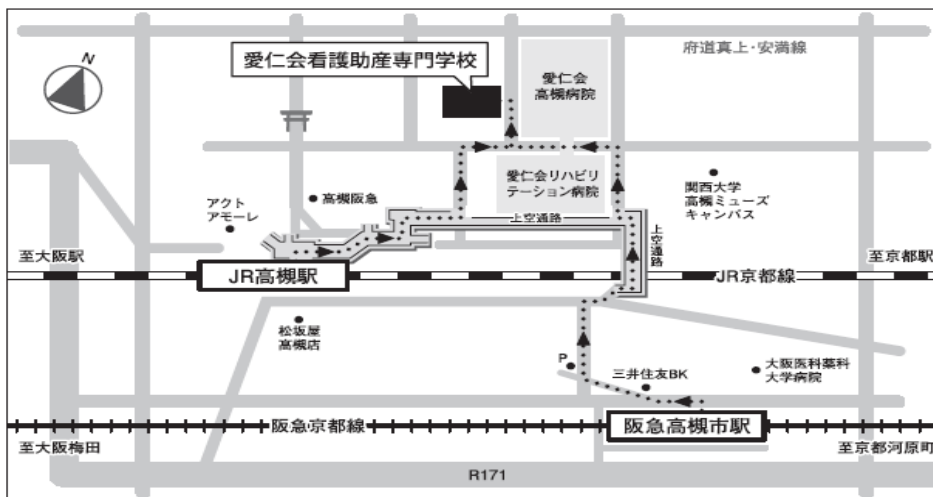 府道真上・安満線
N
愛仁会看護助産専門学校
愛仁会
高槻病院
愛仁会リハビリ
テーション病院
関西大学
高槻ミューズ
キャンパス
高槻阪急
アクト
アモーレ
上空通路
上空通路
至大阪駅
至京都駅
JR高槻駅
JR京都線
松坂屋
高槻店
P
三井住友BK
大阪医科薬科
大学病院
阪急京都線
阪急高槻市駅
至大阪梅田
至京都河原町
R171